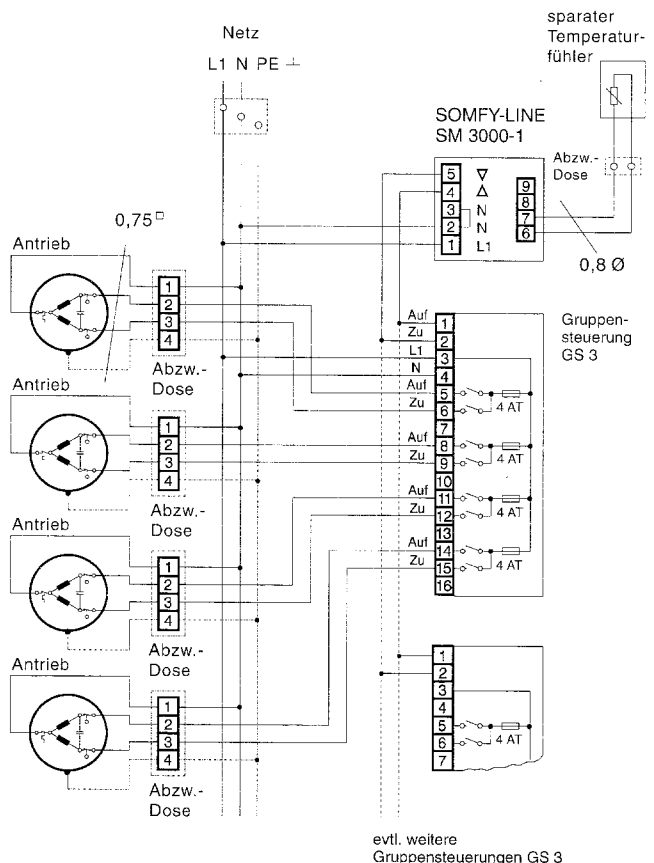 sparater
Temperatur-
fühler
Netz
L1 N PE ⏚
SOMFY-LINE
SM 3000-1
Abzw.-
Dose
5 ▽
4 △
3 N
2 N
1 L1
9
8
7
6
0,8 Ø
0,75 □
Antrieb
1
2
3
4
Abzw.-
Dose
Antrieb
1
2
3
4
Abzw.-
Dose
Antrieb
1
2
3
4
Abzw.-
Dose
Antrieb
1
2
3
4
Abzw.-
Dose
Gruppen-
steuerung
GS 3
Auf 1
Zu 2
L1 3
N 4
Auf 5
Zu 6 4 AT
7
Auf 8
Zu 9 4 AT
10
Auf 11
Zu 12 4 AT
13
Auf 14
Zu 15 4 AT
16
1
2
3
4
5
6 4 AT
7
evtl. weitere
Gruppensteuerungen GS 3